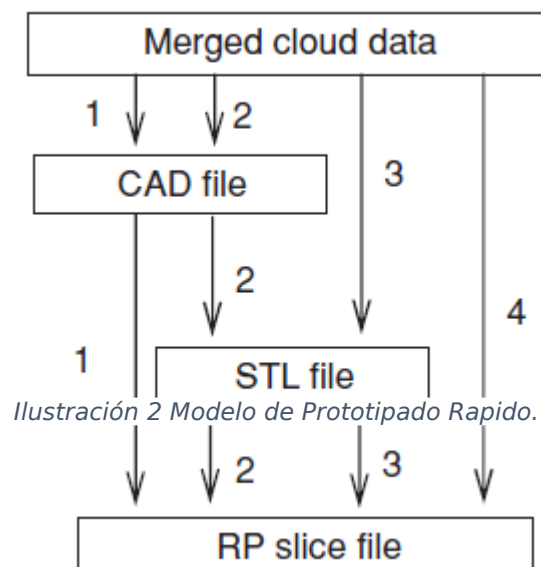 Merged cloud data
1 2
CAD file
3
2
4
1
STL file
Ilustración 2 Modelo de Prototipado Rapido.
2 3
RP slice file